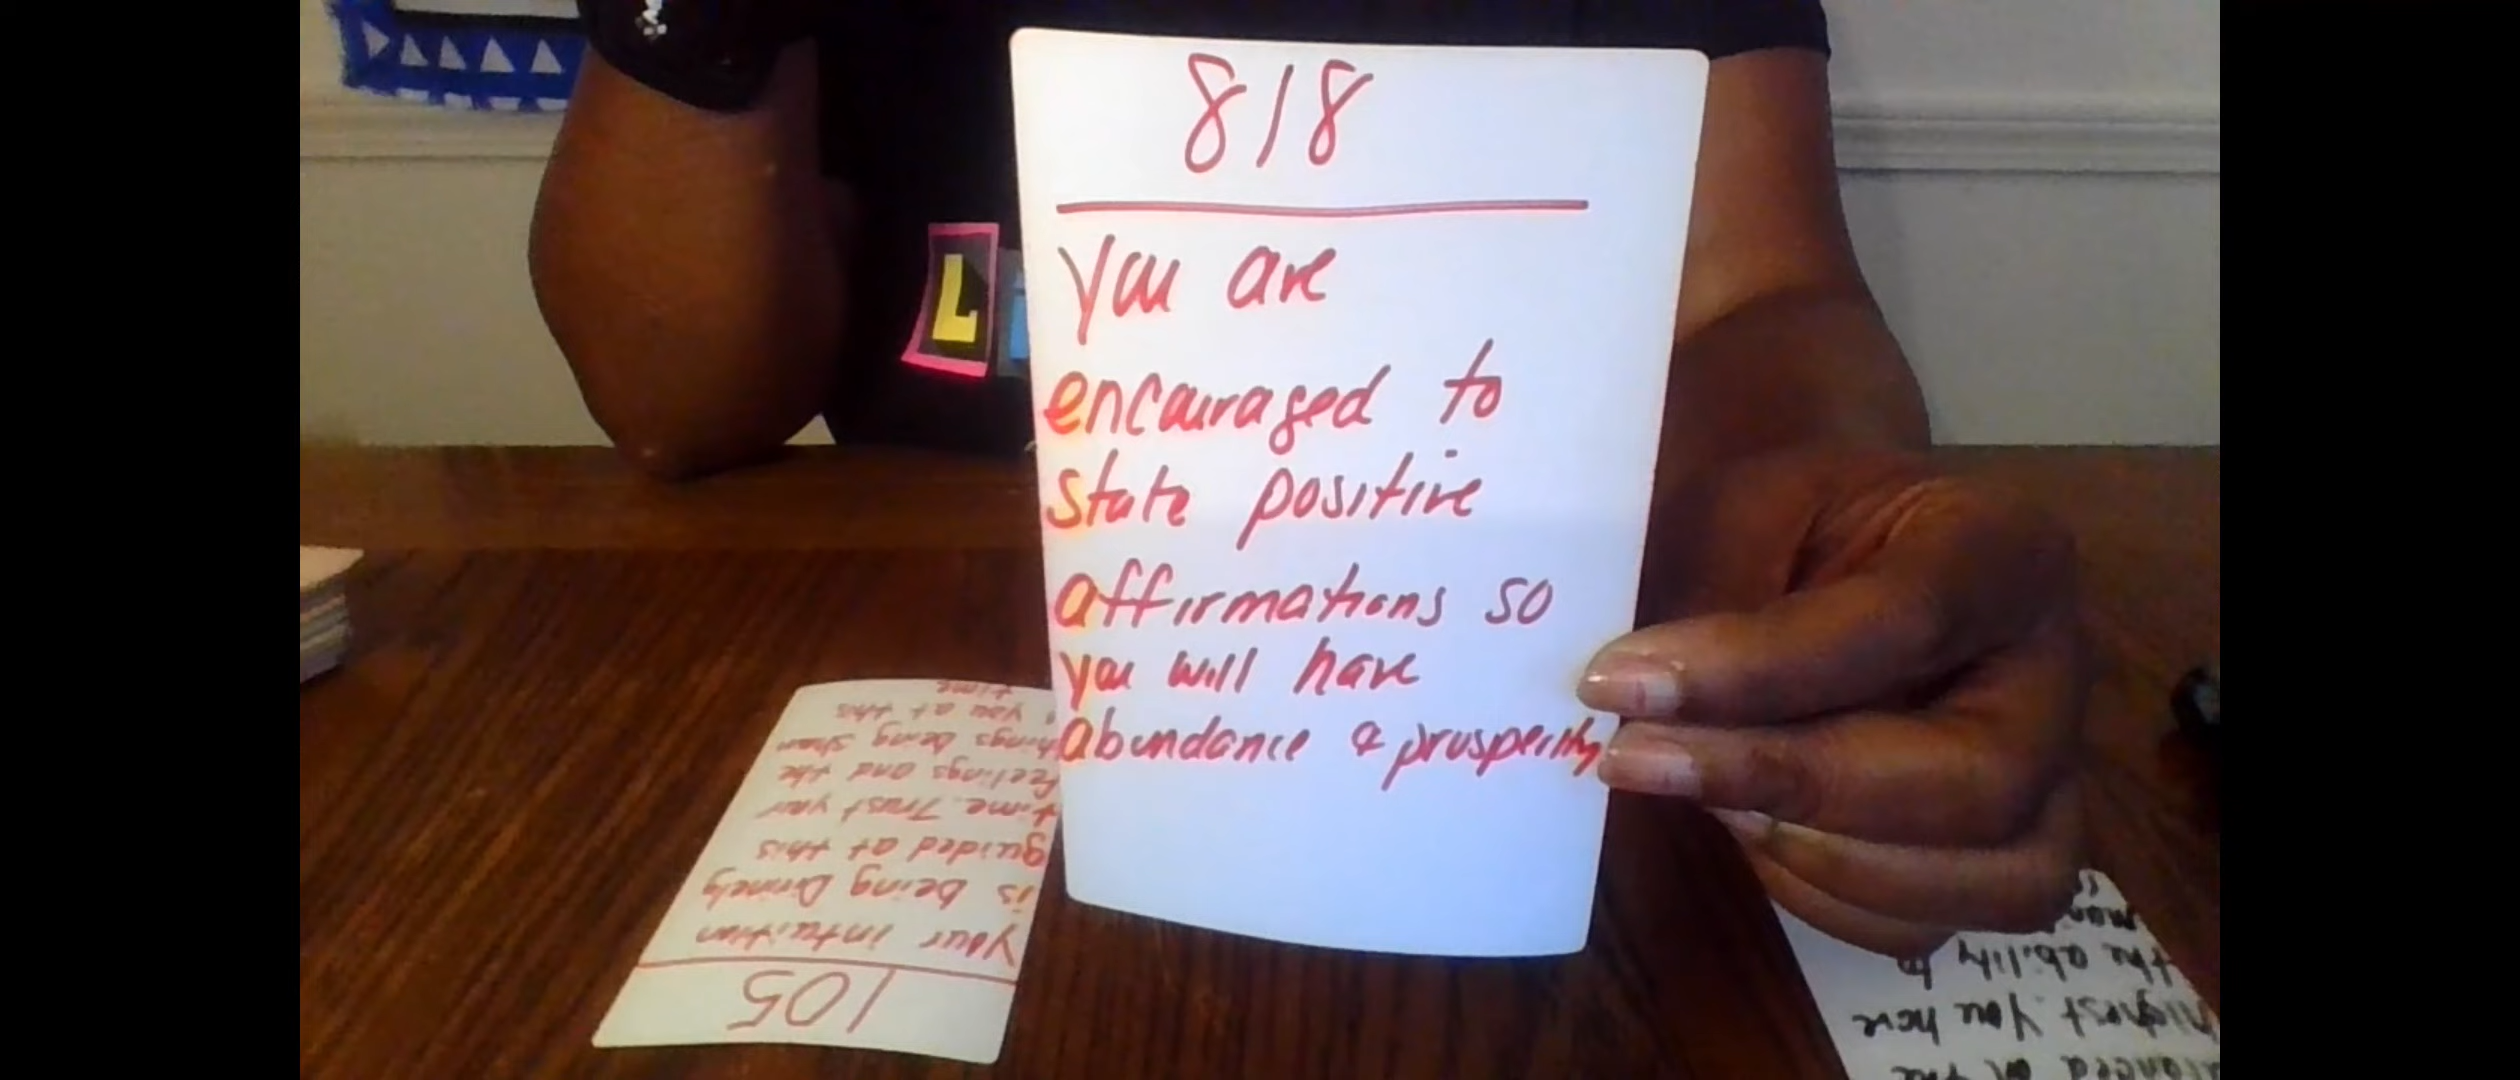 818
you are
encouraged to
state positive
affirmations so
you will have
abundance & prosperity
L
105
your intuition
is being Divinely
guided at this
time. Trust your
feelings and the
things being shown
you at this
time
highest. You have
the ability to